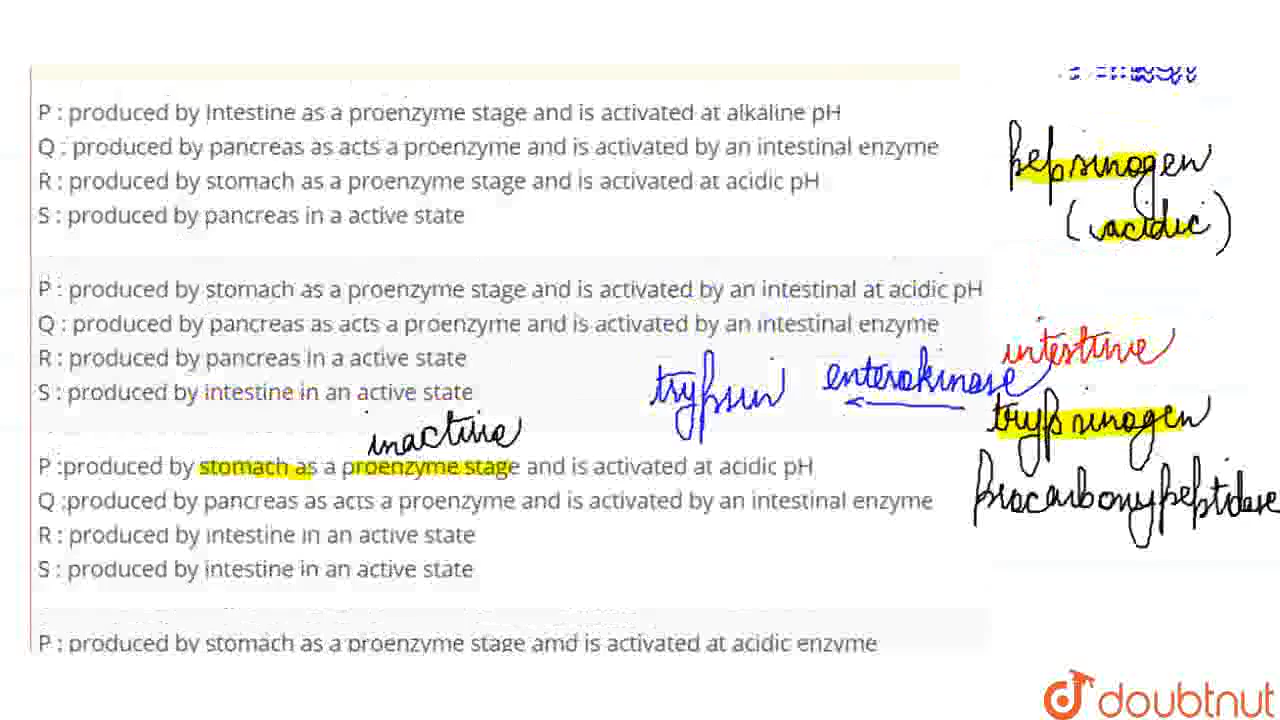 P : produced by Intestine as a proenzyme stage and is activated at alkaline pH
Q : produced by pancreas as acts a proenzyme and is activated by an intestinal enzyme
R : produced by stomach as a proenzyme stage and is activated at acidic pH
S : produced by pancreas in a active state
pepsinogen
(acidic)
P : produced by stomach as a proenzyme stage and is activated by an intestinal at acidic pH
Q : produced by pancreas as acts a proenzyme and is activated by an intestinal enzyme
R : produced by pancreas in a active state
S : produced by intestine in an active state
intestine
trypsin enterokinase
trypsinogen
procarboxypeptidase
inactive
P :produced by stomach as a proenzyme stage and is activated at acidic pH
Q :produced by pancreas as acts a proenzyme and is activated by an intestinal enzyme
R : produced by intestine in an active state
S : produced by intestine in an active state
P : produced by stomach as a proenzyme stage amd is activated at acidic enzyme
doubtnut